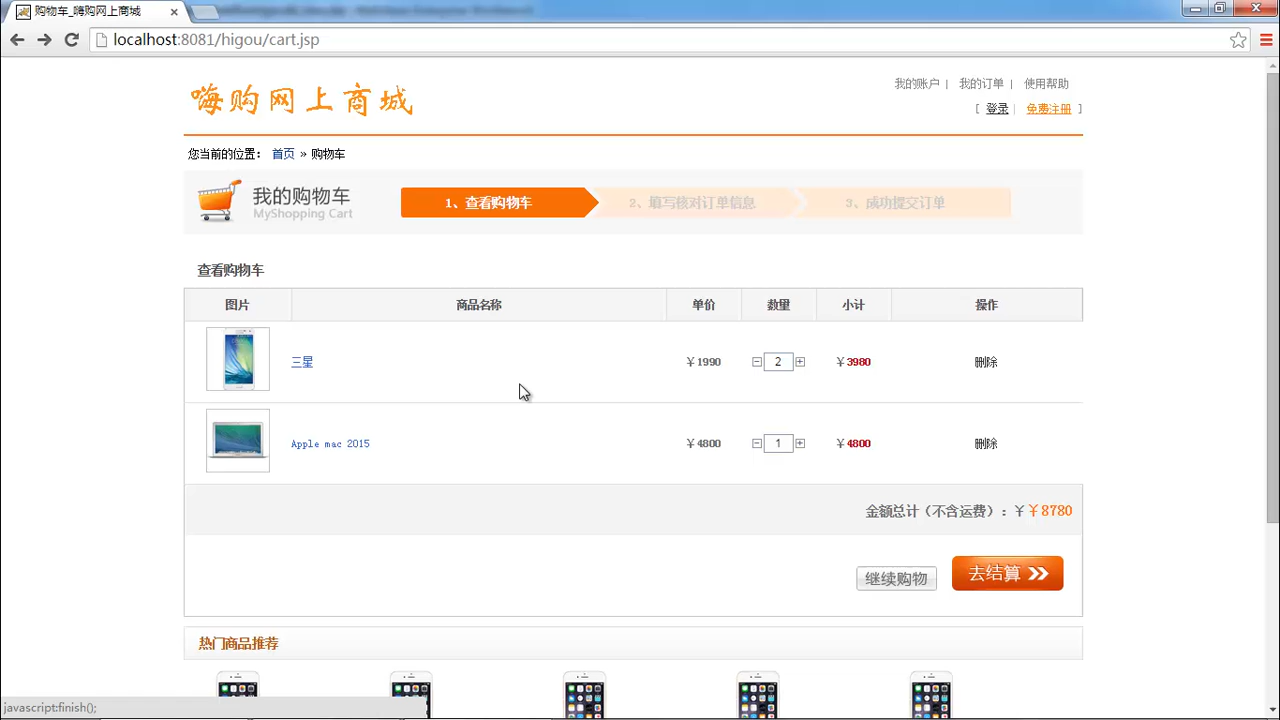 购物车_嗨购网上商城
localhost:8081/higou/cart.jsp
嗨购网上商城
我的账户 | 我的订单 | 使用帮助
[ 登录 | 免费注册 ]
您当前的位置： 首页 » 购物车
我的购物车
MyShopping Cart
1、查看购物车 2、填写核对订单信息 3、成功提交订单
查看购物车
图片 商品名称 单价 数量 小计 操作
三星 ￥1990 2 ￥3980 删除
Apple mac 2015 ￥4800 1 ￥4800 删除
金额总计（不含运费）：￥￥8780
继续购物 去结算
热门商品推荐
javascript:finish();